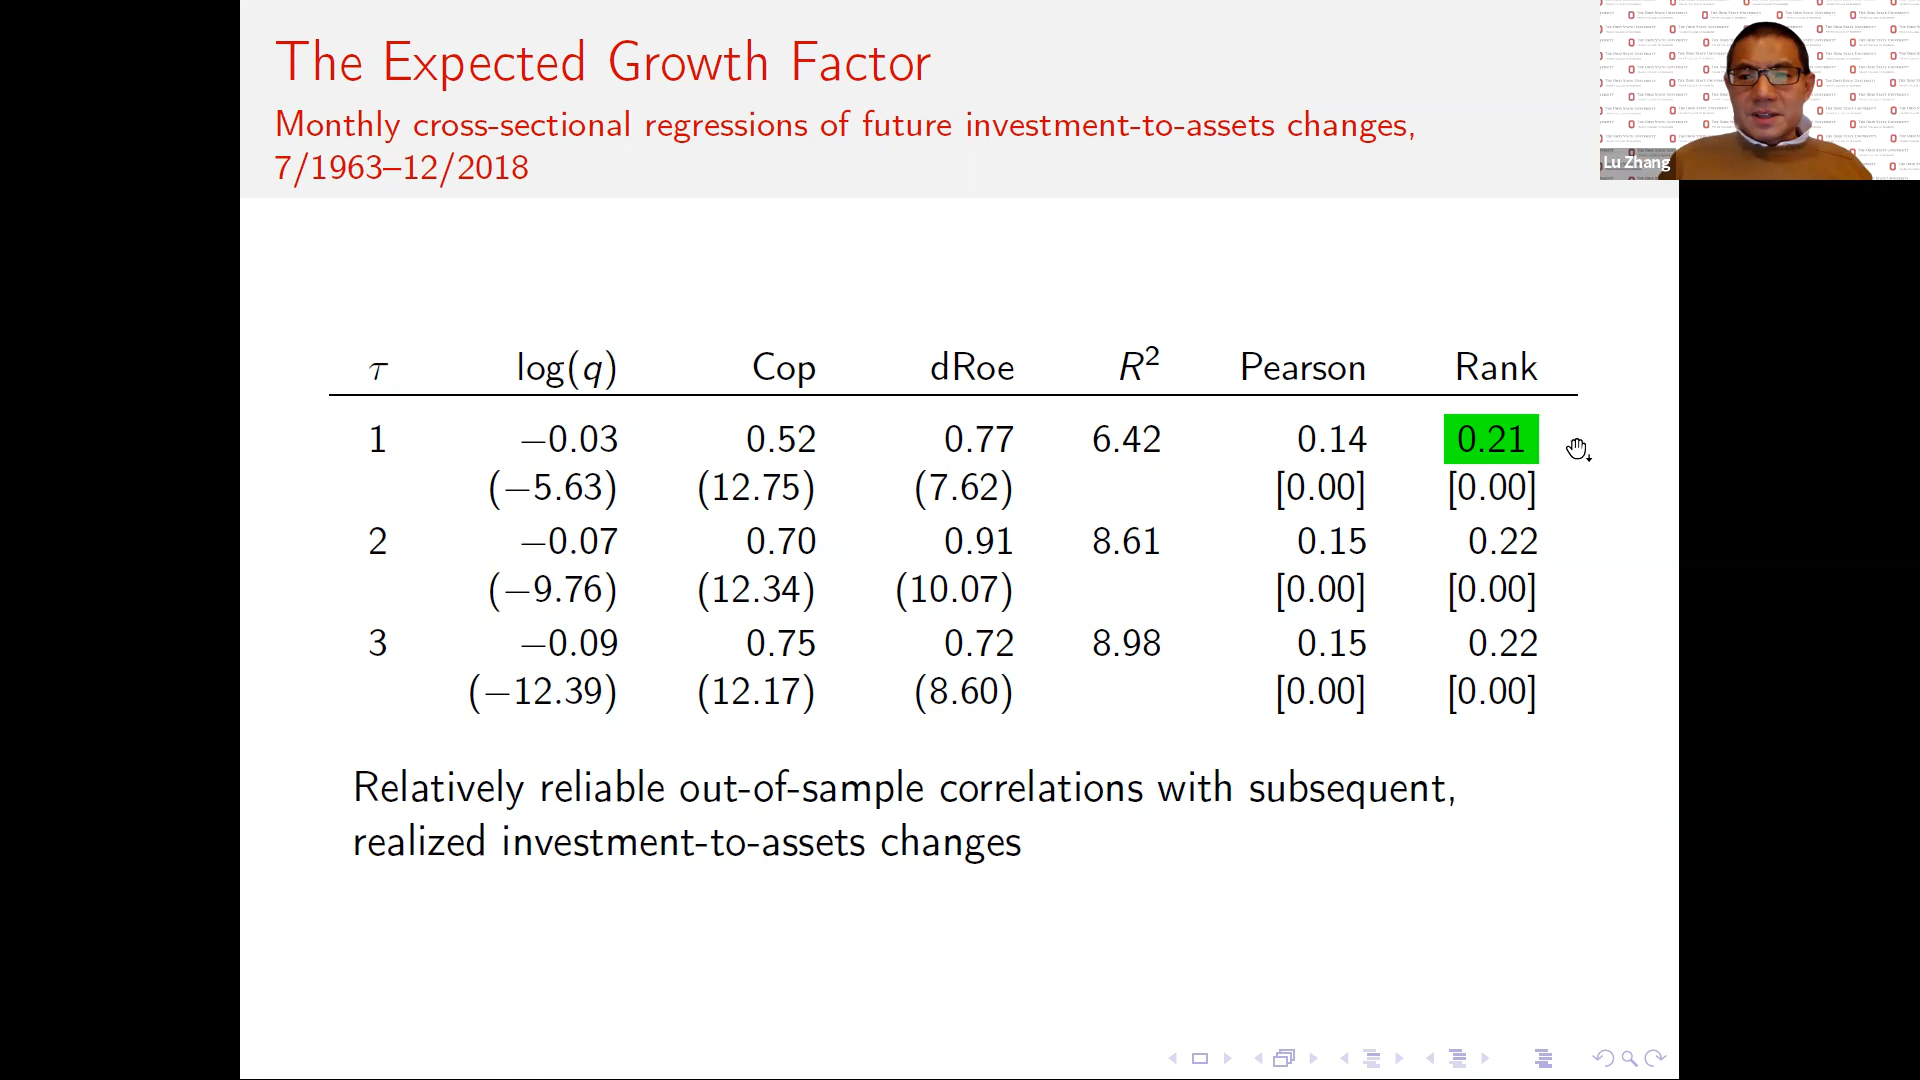 The Expected Growth Factor
Monthly cross-sectional regressions of future investment-to-assets changes,
7/1963–12/2018
Lu Zhang
τ log(q) Cop dRoe R² Pearson Rank
1 −0.03 0.52 0.77 6.42 0.14 0.21
(−5.63) (12.75) (7.62) [0.00] [0.00]
2 −0.07 0.70 0.91 8.61 0.15 0.22
(−9.76) (12.34) (10.07) [0.00] [0.00]
3 −0.09 0.75 0.72 8.98 0.15 0.22
(−12.39) (12.17) (8.60) [0.00] [0.00]
Relatively reliable out-of-sample correlations with subsequent,
realized investment-to-assets changes